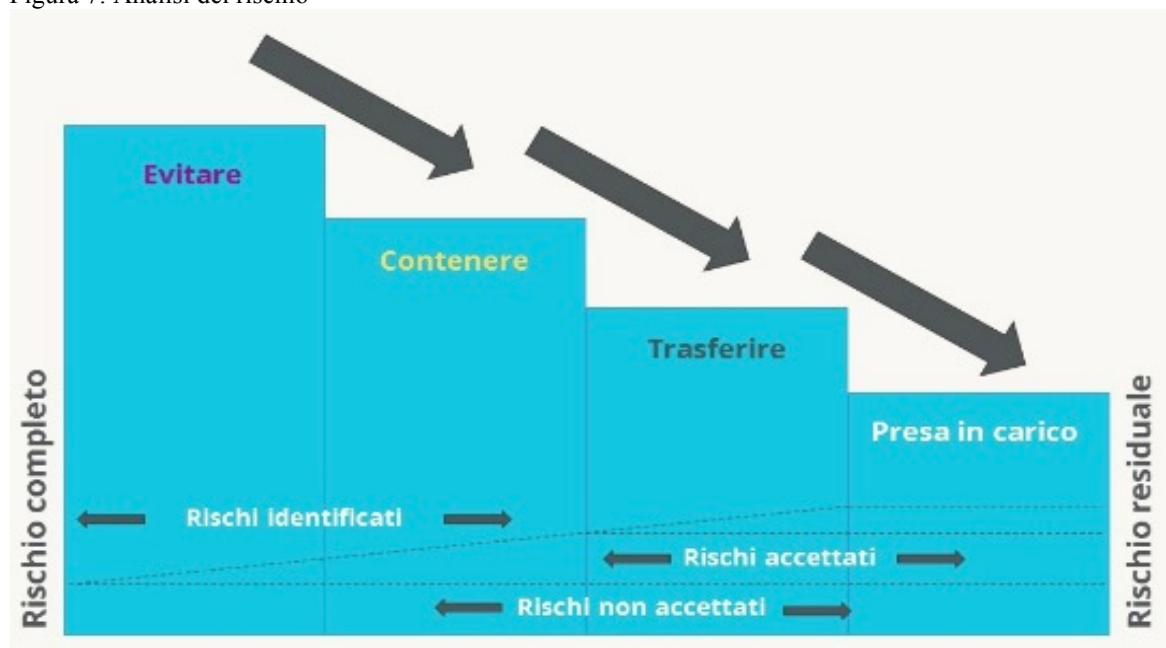 Figura 7. Analisi del rischio
Evitare
Contenere
Trasferire
Presa in carico
Rischio completo
Rischi identificati
Rischi accettati
Rischi non accettati
Rischio residuale